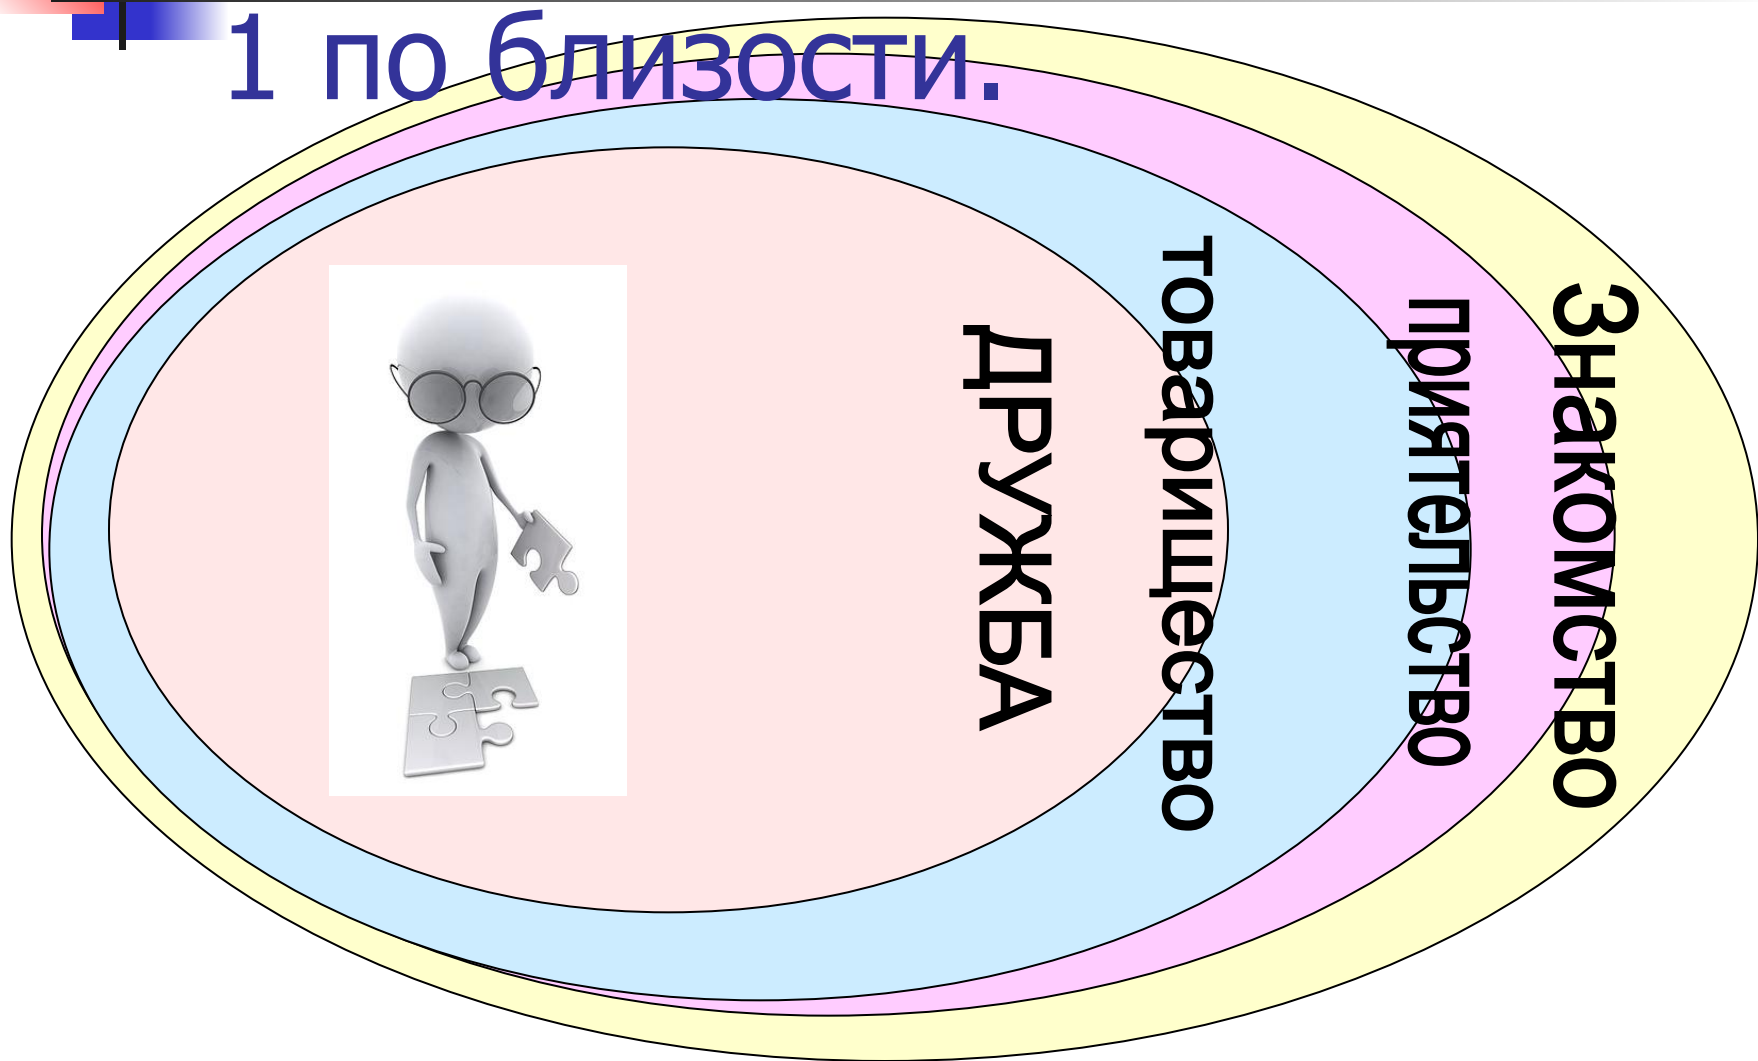 1 по близости.
ДРУЖБА
товарищество
приятельство
Знакомство